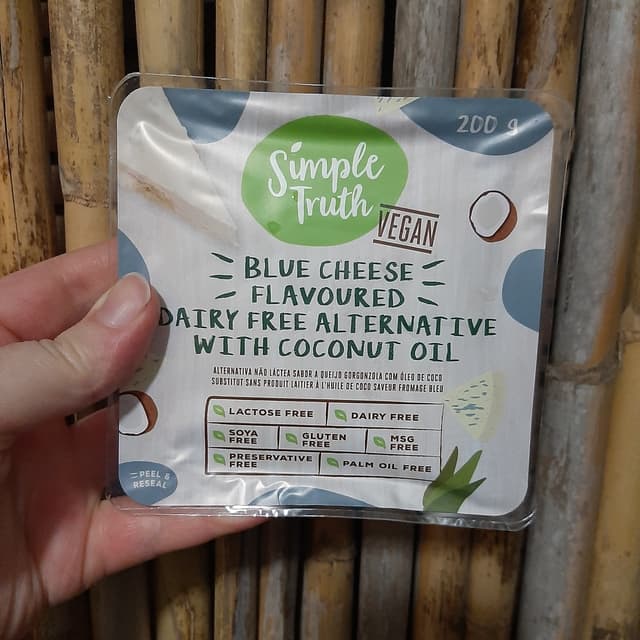 200 g
Simple
Truth
VEGAN
BLUE CHEESE
FLAVOURED
DAIRY FREE ALTERNATIVE
WITH COCONUT OIL
ALTERNATIVA NÃO LÁCTEA SABOR A QUEIJO GORGONZOLA COM ÓLEO DE COCO
SUBSTITUT SANS PRODUIT LAITIER À L'HUILE DE COCO SAVEUR FROMAGE BLEU
LACTOSE FREE
DAIRY FREE
SOYA
FREE
GLUTEN
FREE
MSG
FREE
PRESERVATIVE
FREE
PALM OIL FREE
PEEL &
RESEAL